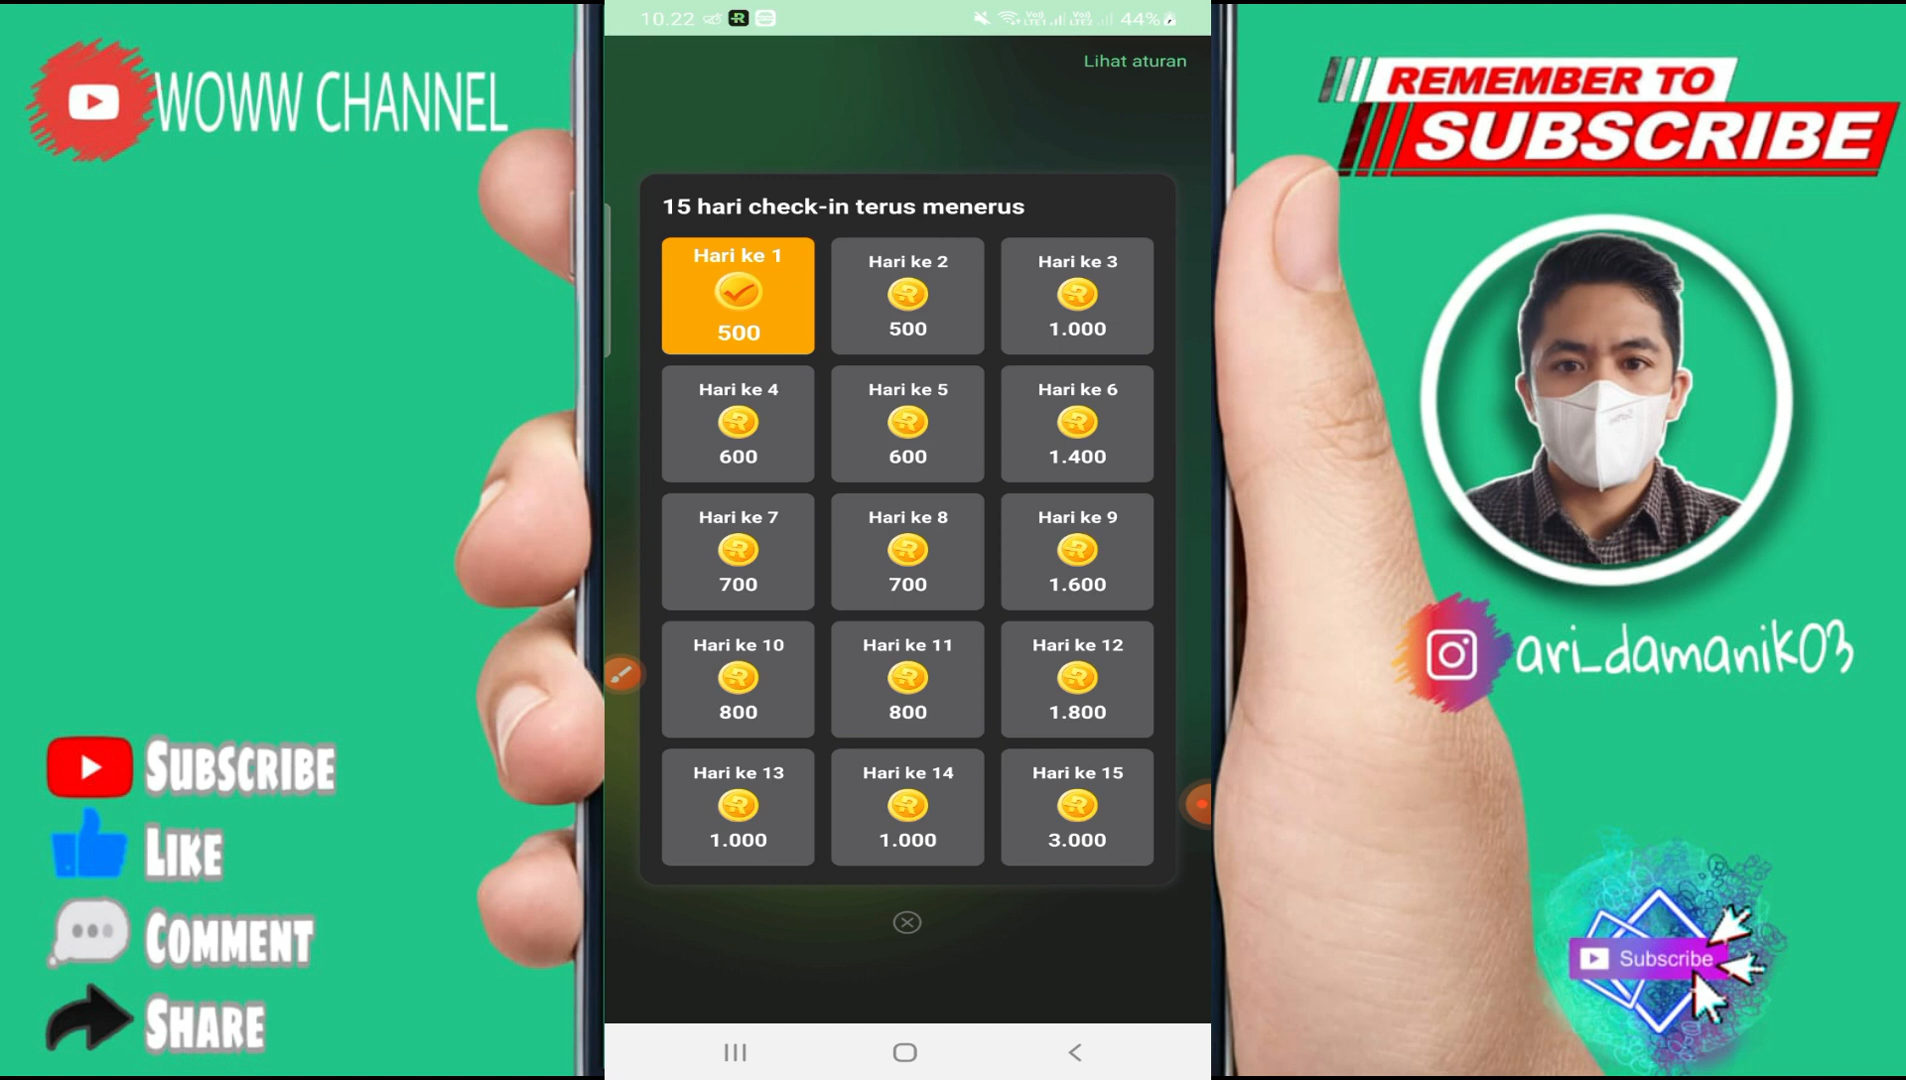 WOWW CHANNEL
10.22
44%
Lihat aturan
15 hari check-in terus menerus
Hari ke 1
500
Hari ke 2
500
Hari ke 3
1.000
Hari ke 4
600
Hari ke 5
600
Hari ke 6
1.400
Hari ke 7
700
Hari ke 8
700
Hari ke 9
1.600
Hari ke 10
800
Hari ke 11
800
Hari ke 12
1.800
Hari ke 13
1.000
Hari ke 14
1.000
Hari ke 15
3.000
REMEMBER TO
SUBSCRIBE
ari_damanik03
SUBSCRIBE
LIKE
COMMENT
SHARE
Subscribe